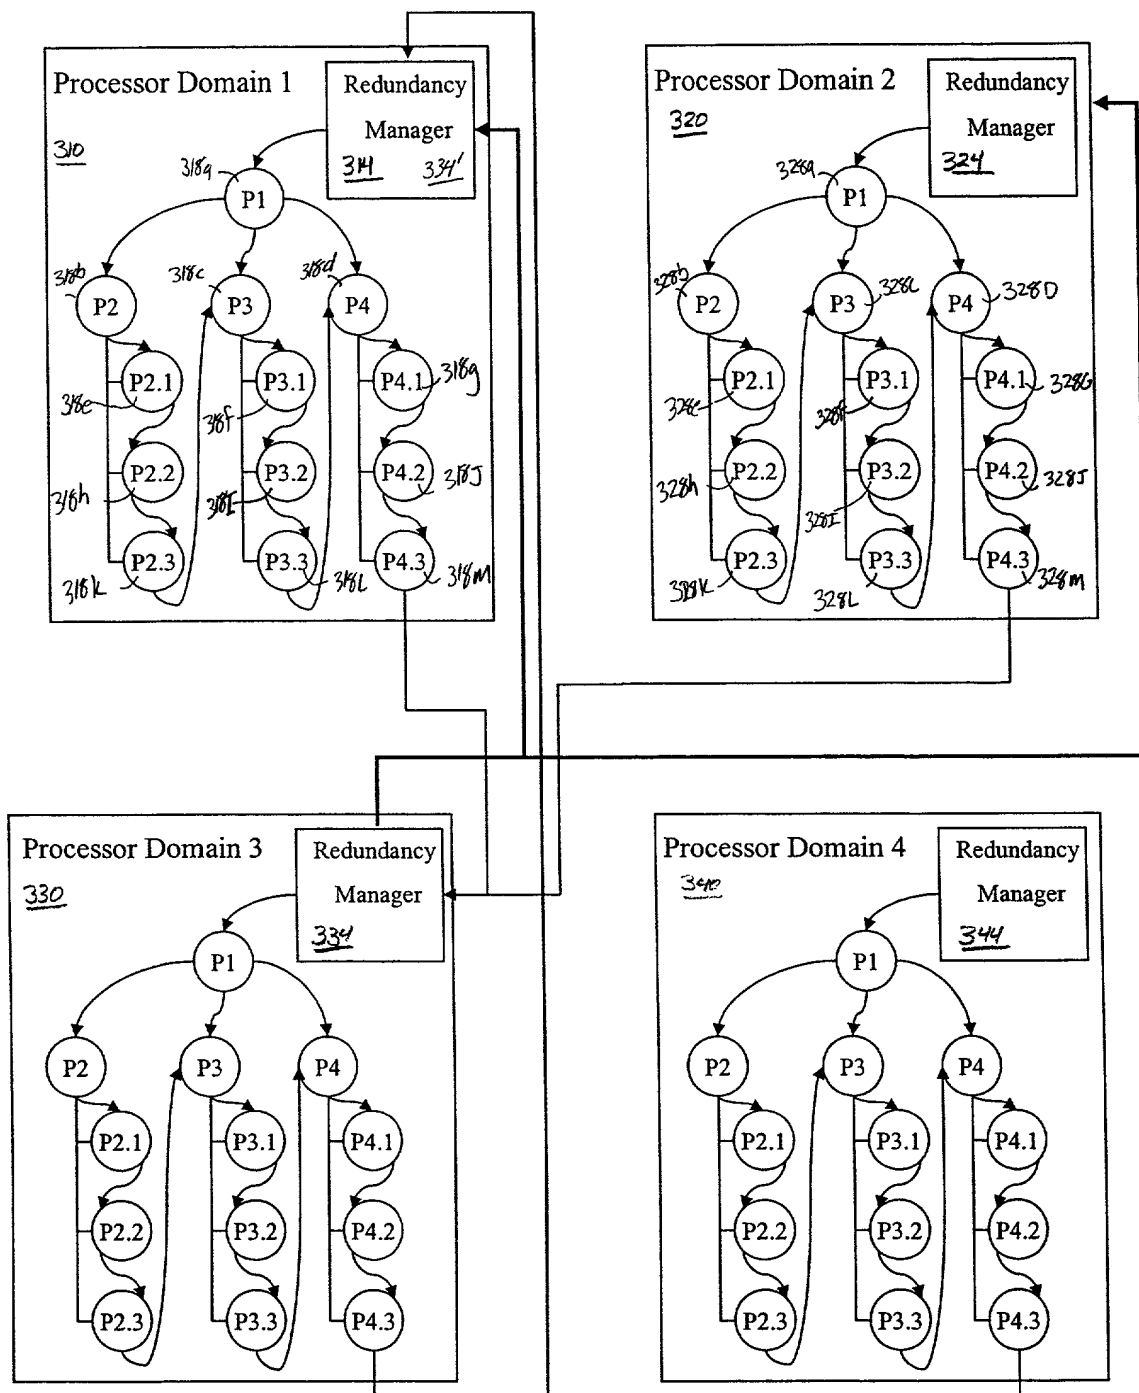 Processor Domain 1
Redundancy
Manager
310
314
334'
318a
P1
318b
318c
318d
P2
P3
P4
P2.1
P3.1
P4.1
318e
318f
318g
P2.2
P3.2
P4.2
318h
318I
318J
P2.3
P3.3
P4.3
318k
318L
318m
Processor Domain 2
Redundancy
Manager
320
324
328a
P1
328b
328c
328D
P2
P3
P4
P2.1
P3.1
P4.1
328e
328f
328G
P2.2
P3.2
P4.2
328h
328I
328J
P2.3
P3.3
P4.3
328k
328L
328m
Processor Domain 3
Redundancy
Manager
330
334
P1
P2
P3
P4
P2.1
P3.1
P4.1
P2.2
P3.2
P4.2
P2.3
P3.3
P4.3
Processor Domain 4
Redundancy
Manager
340
344
P1
P2
P3
P4
P2.1
P3.1
P4.1
P2.2
P3.2
P4.2
P2.3
P3.3
P4.3